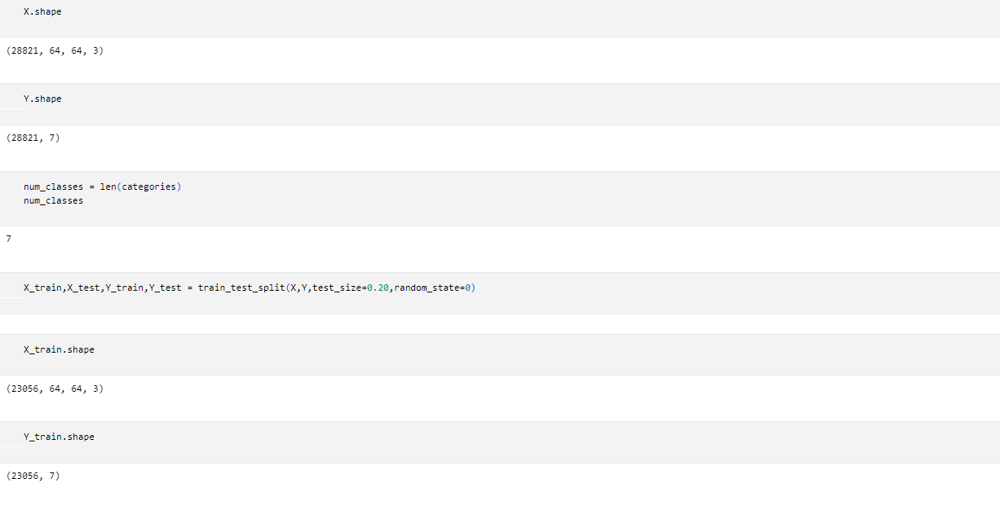 X.shape
(28821, 64, 64, 3)
Y.shape
(28821, 7)
num_classes = len(categories)
num_classes
7
X_train,X_test,Y_train,Y_test = train_test_split(X,Y,test_size=0.20,random_state=0)
X_train.shape
(23056, 64, 64, 3)
Y_train.shape
(23056, 7)